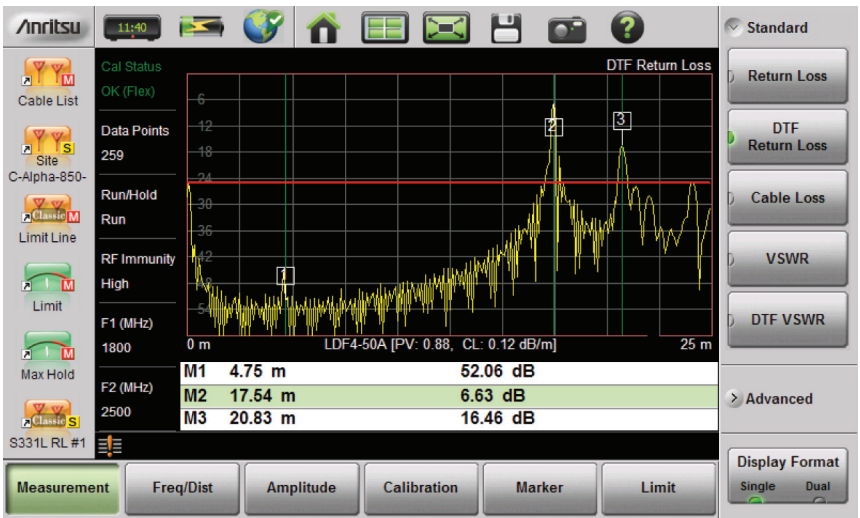 Anritsu
11:40
?
Standard
Cable List
M
Site
C-Alpha-850-
S
Classic M
Limit Line
M
Limit
M
Max Hold
Classic S
S331L RL #1
Cal Status
OK (Flex)
Data Points
259
Run/Hold
Run
RF Immunity
High
F1 (MHz)
1800
F2 (MHz)
2500
DTF Return Loss
-6
-12
-18
-24
-30
-36
-42
-48
-54
1
2
3
0 m
LDF4-50A [PV: 0.88, CL: 0.12 dB/m]
25 m
M1 4.75 m 52.06 dB
M2 17.54 m 6.63 dB
M3 20.83 m 16.46 dB
Return Loss
DTF
Return Loss
Cable Loss
VSWR
DTF VSWR
Advanced
Display Format
Single Dual
Measurement
Freq/Dist
Amplitude
Calibration
Marker
Limit